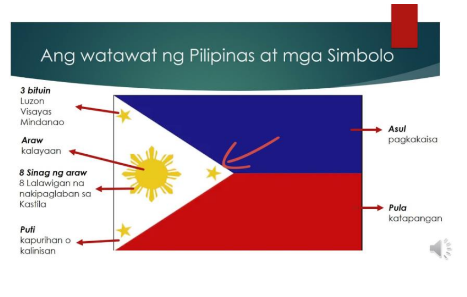 Ang watawat ng Pilipinas at mga Simbolo
3 bituin
Luzon
Visayas
Mindanao
Araw
kalayaan
8 Sinag ng araw
8 Lalawigan na
nakipaglaban sa
Kastila
Puti
kapurihan o
kalinisan
Asul
pagkakaisa
Pula
katapangan